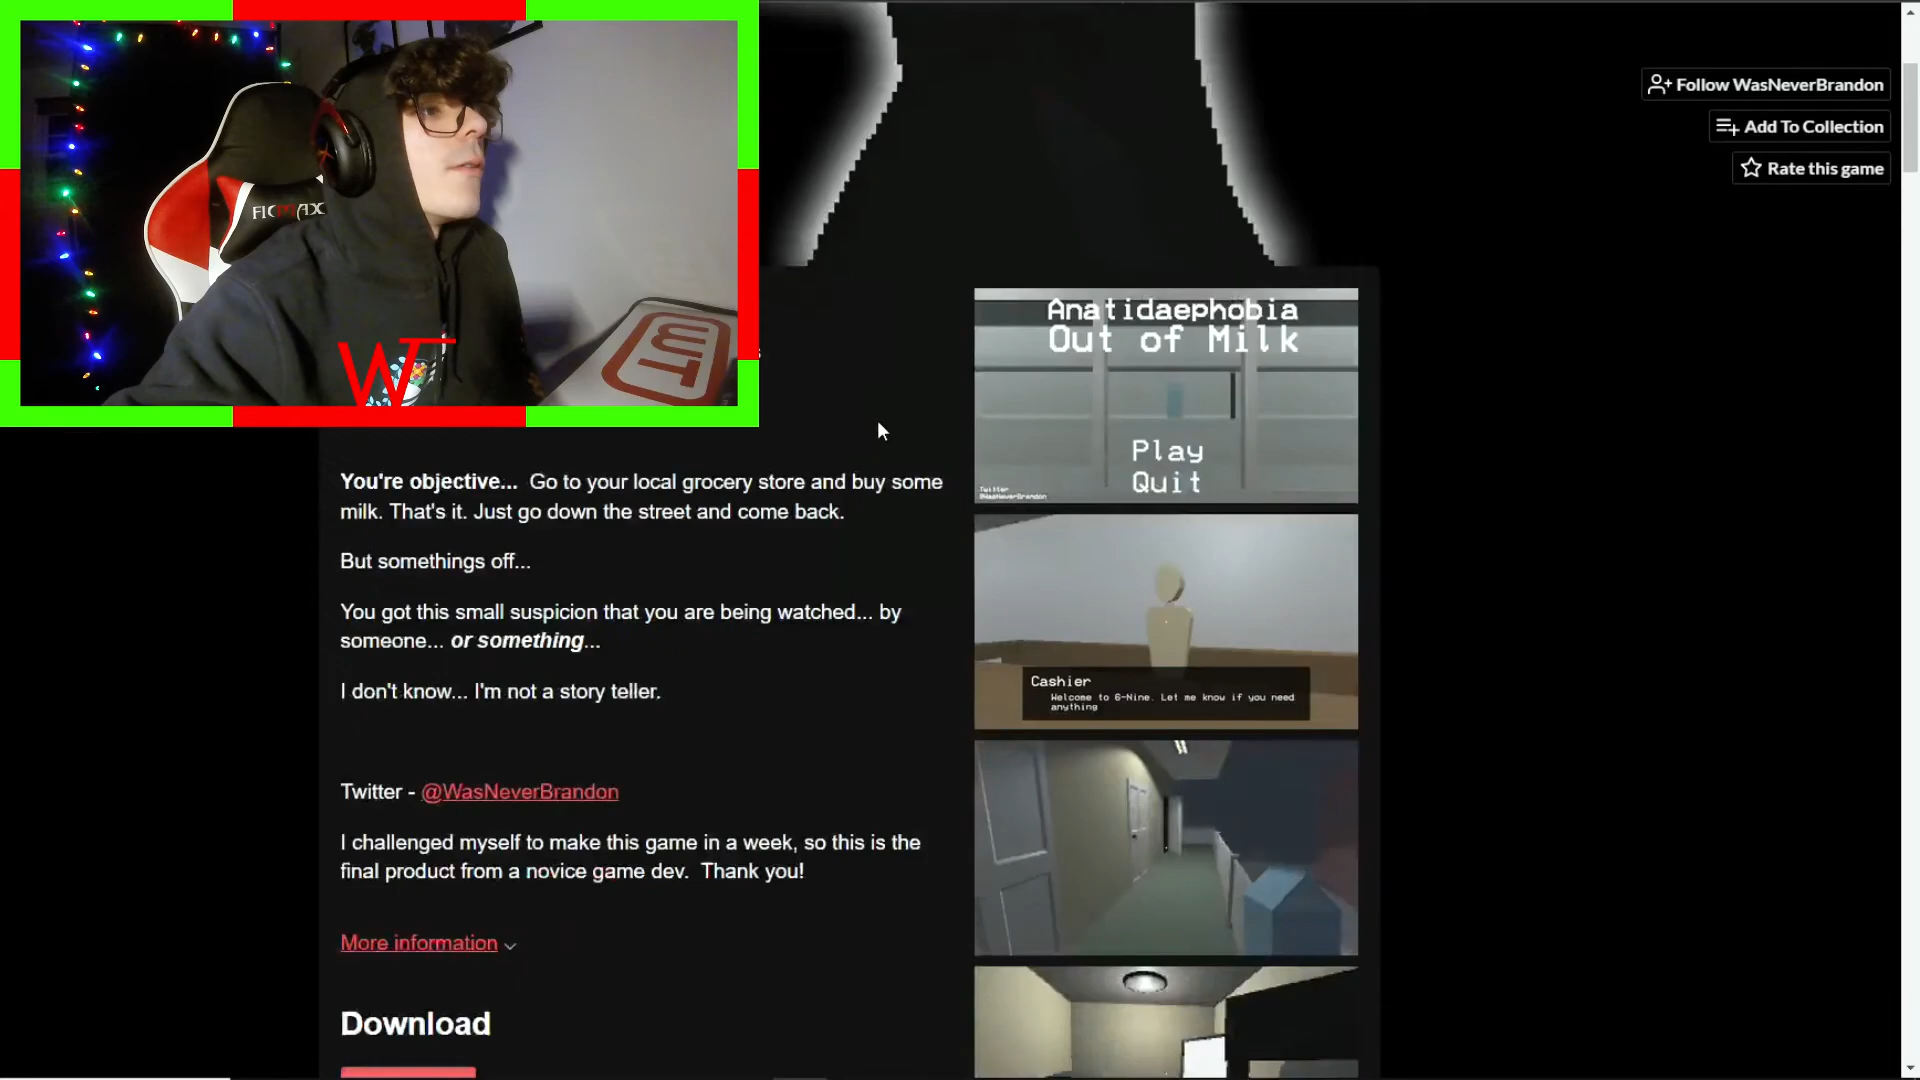 FICMAX
WT
WT
Follow WasNeverBrandon
Add To Collection
Rate this game
You're objective... Go to your local grocery store and buy some
milk. That's it. Just go down the street and come back.
But somethings off...
You got this small suspicion that you are being watched... by
someone... or something...
I don't know... I'm not a story teller.
Twitter - @WasNeverBrandon
I challenged myself to make this game in a week, so this is the
final product from a novice game dev. Thank you!
More information
Download
Anatidaephobia
Out of Milk
Play
Quit
Twitter
@WasNeverBrandon
Cashier
Welcome to 6-Nine. Let me know if you need
anything